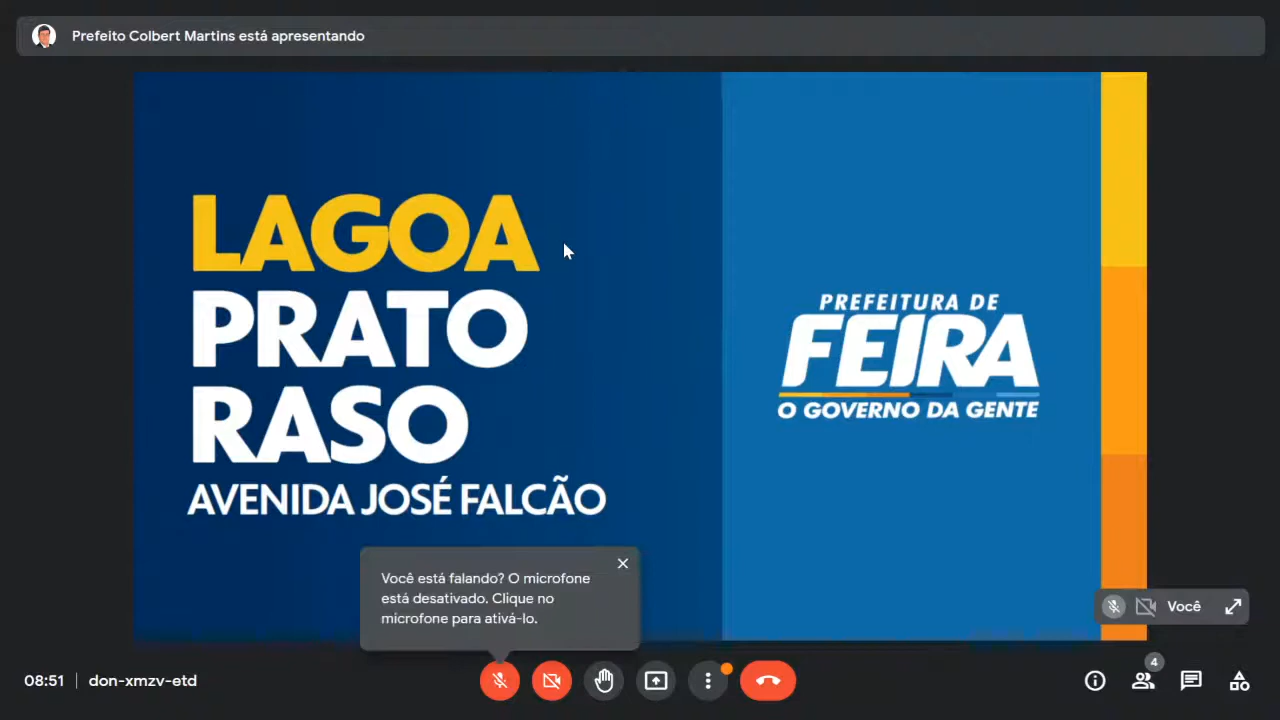 Prefeito Colbert Martins está apresentando
LAGOA
PRATO
RASO
AVENIDA JOSÉ FALCÃO
PREFEITURA DE
FEIRA
O GOVERNO DA GENTE
Você está falando? O microfone
está desativado. Clique no
microfone para ativá-lo.
Você
08:51 | don-xmzv-etd
4